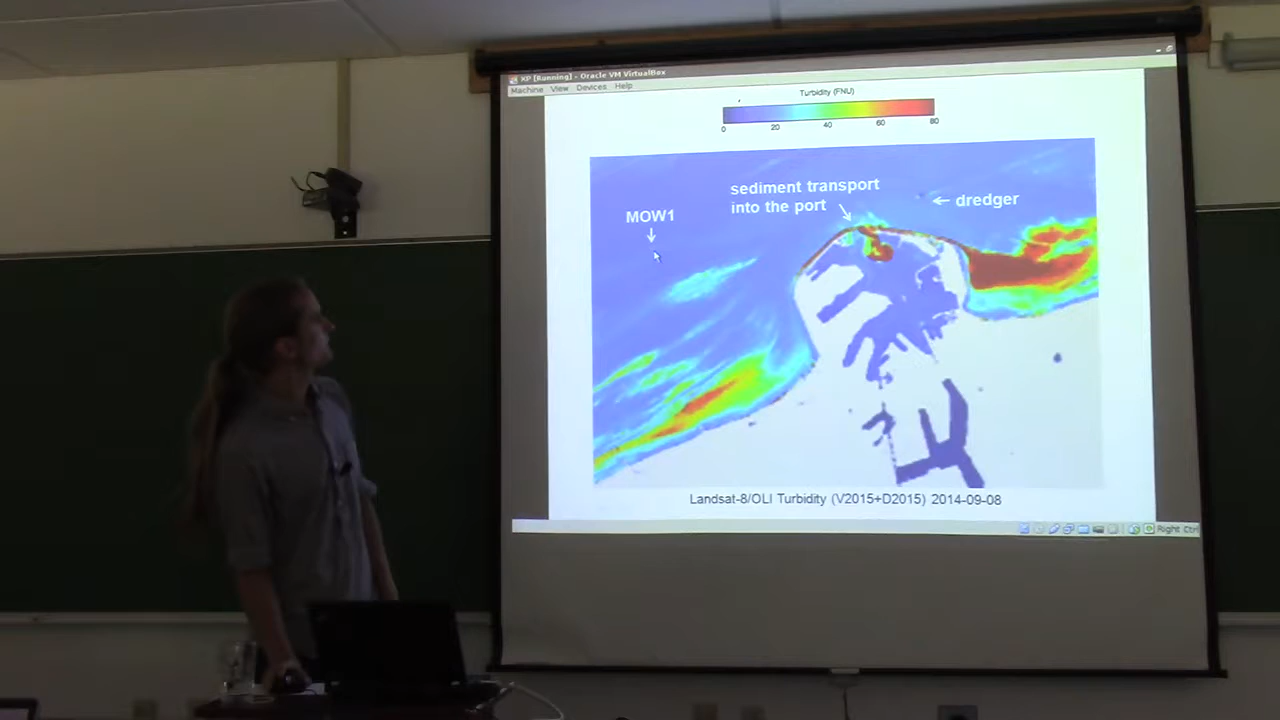 XP [Running] - Oracle VM VirtualBox
Machine View Devices Help
Turbidity (FNU)
0 20 40 60 80
sediment transport
into the port
dredger
MOW1
Landsat-8/OLI Turbidity (V2015+D2015) 2014-09-08
Right Ctrl